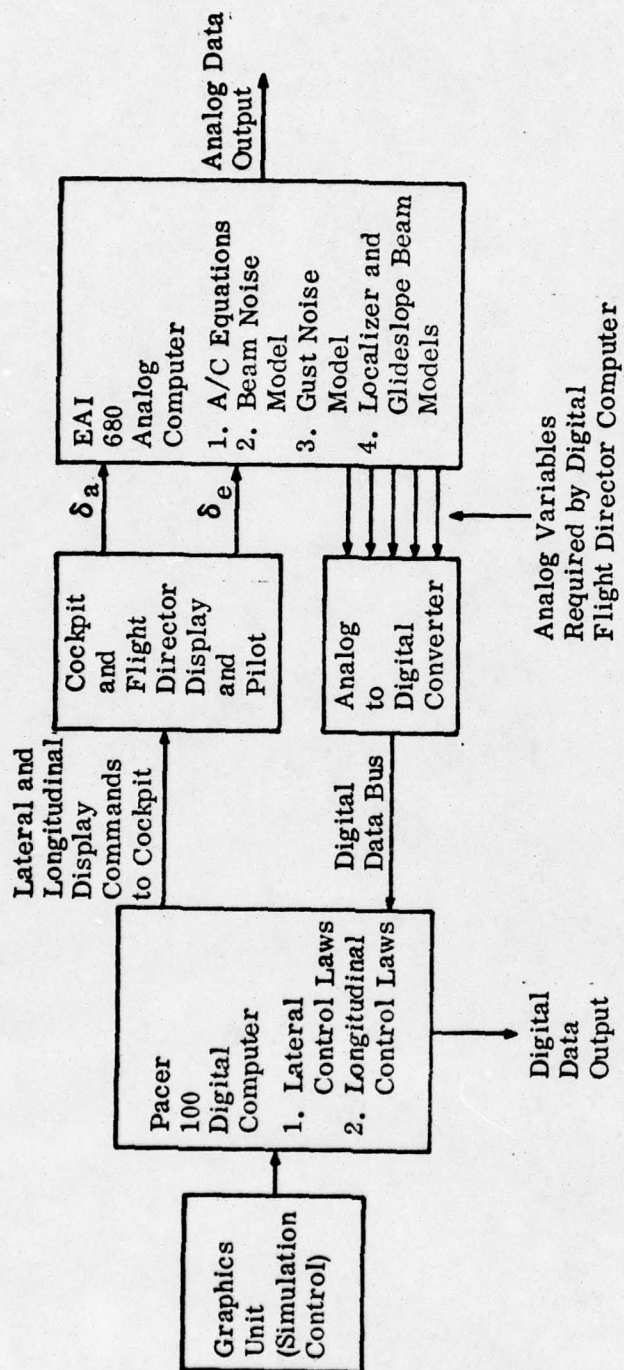 Graphics
Unit
(Simulation
Control)
Pacer
100
Digital
Computer
1. Lateral
Control Laws
2. Longitudinal
Control Laws
Digital
Data
Output
Lateral and
Longitudinal
Display
Commands
to Cockpit
Digital
Data Bus
Cockpit
and
Flight
Director
Display
and
Pilot
Analog
to
Digital
Converter
δa
δe
EAI
680
Analog
Computer
1. A/C Equations
2. Beam Noise
Model
3. Gust Noise
Model
4. Localizer and
Glideslope Beam
Models
Analog Variables
Required by Digital
Flight Director Computer
Analog Data
Output